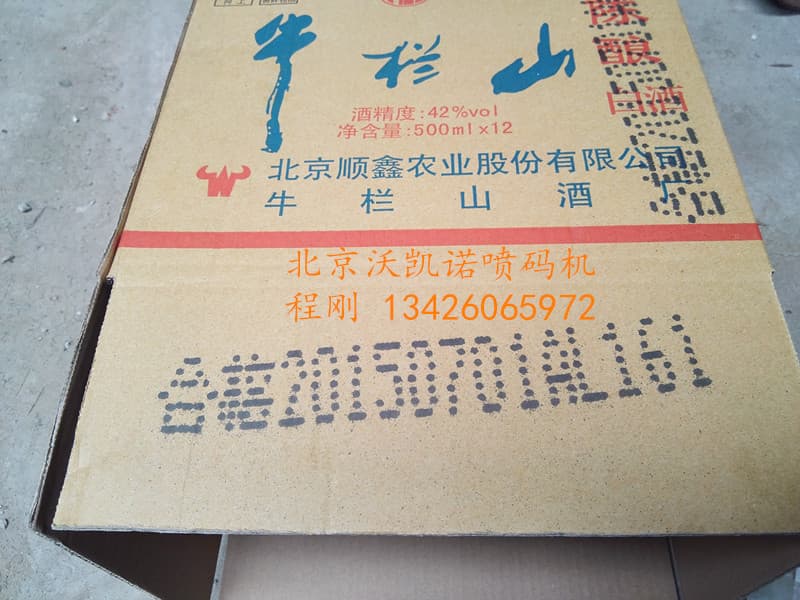 牛栏山
陈酿
白酒
酒精度:42%vol
净含量:500ml×12
北京顺鑫农业股份有限公司
牛栏山酒厂
北京沃凯诺喷码机
程刚 13426065972
合格20150701AL161